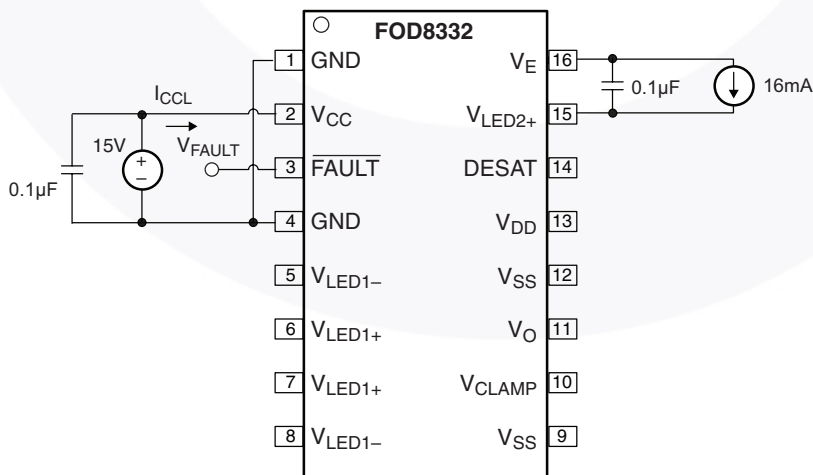 FOD8332
1 GND
V_E 16
0.1µF
16mA
I_CCL
2 V_CC
V_LED2+ 15
15V
+
–
V_FAULT
3 F̅A̅U̅L̅T̅
DESAT 14
0.1µF
4 GND
V_DD 13
5 V_LED1–
V_SS 12
6 V_LED1+
V_O 11
7 V_LED1+
V_CLAMP 10
8 V_LED1–
V_SS 9